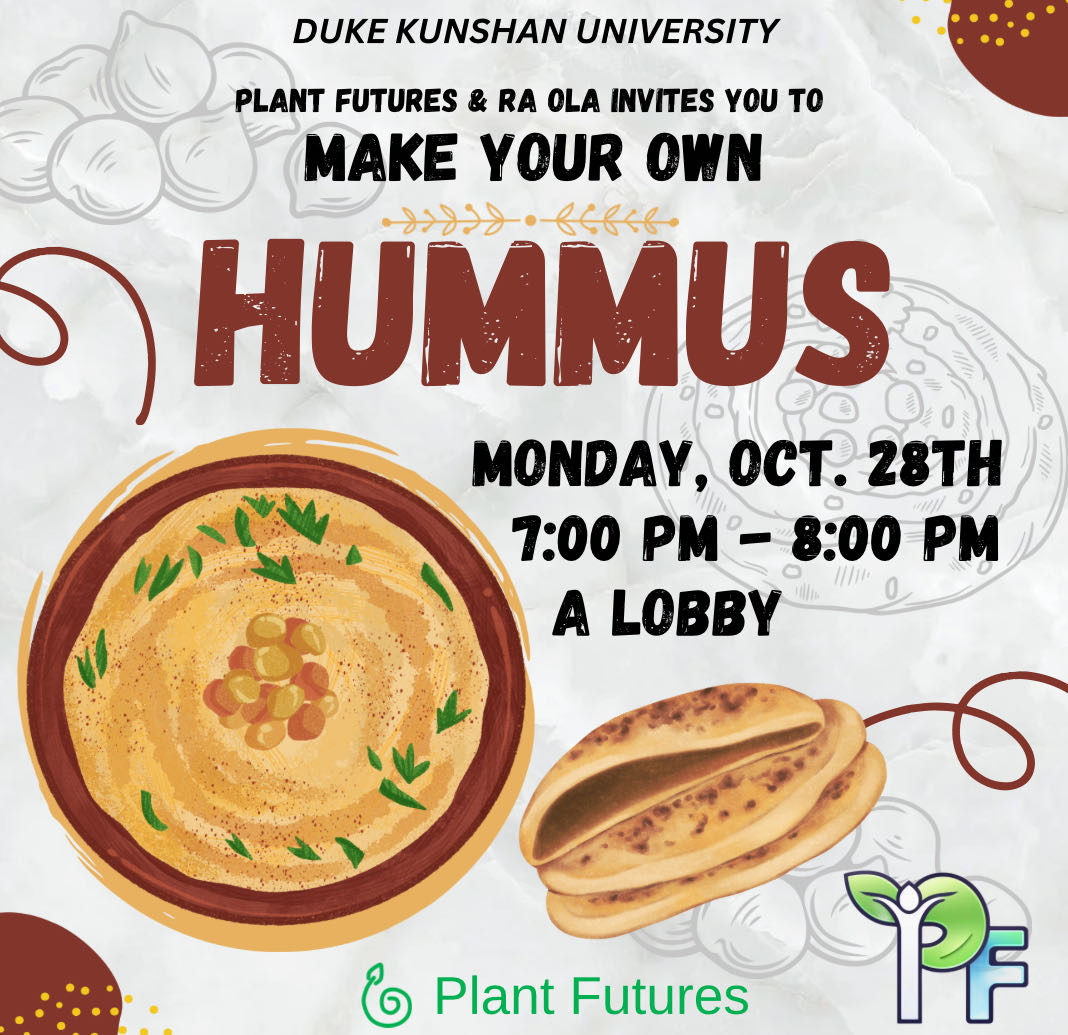 DUKE KUNSHAN UNIVERSITY
PLANT FUTURES & RA OLA INVITES YOU TO
MAKE YOUR OWN
HUMMUS
MONDAY, OCT. 28TH
7:00 PM – 8:00 PM
A LOBBY
PF
Plant Futures